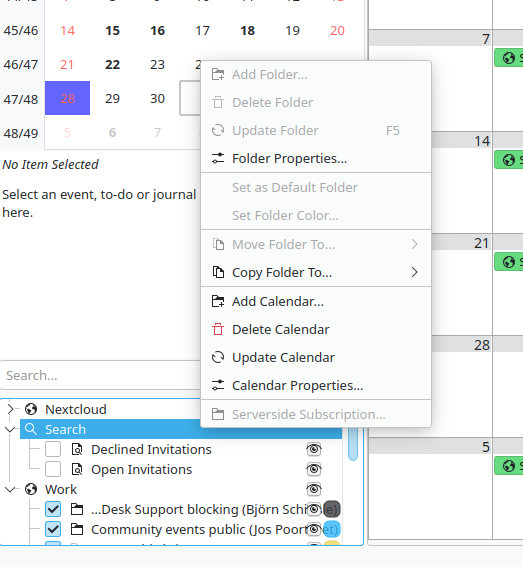 45/46 14 15 16 17 18 19 20
46/47 21 22 23
47/48 28 29 30
48/49 5 6 7
No Item Selected
Select an event, to-do or journal
here.
Add Folder...
Delete Folder
Update Folder F5
Folder Properties...
Set as Default Folder
Set Folder Color...
Move Folder To...
Copy Folder To...
Add Calendar...
Delete Calendar
Update Calendar
Calendar Properties...
Serverside Subscription...
Search...
Nextcloud
Search
Declined Invitations
Open Invitations
Work
...Desk Support blocking (Björn
Community events public (Jos
7
14
21
28
5